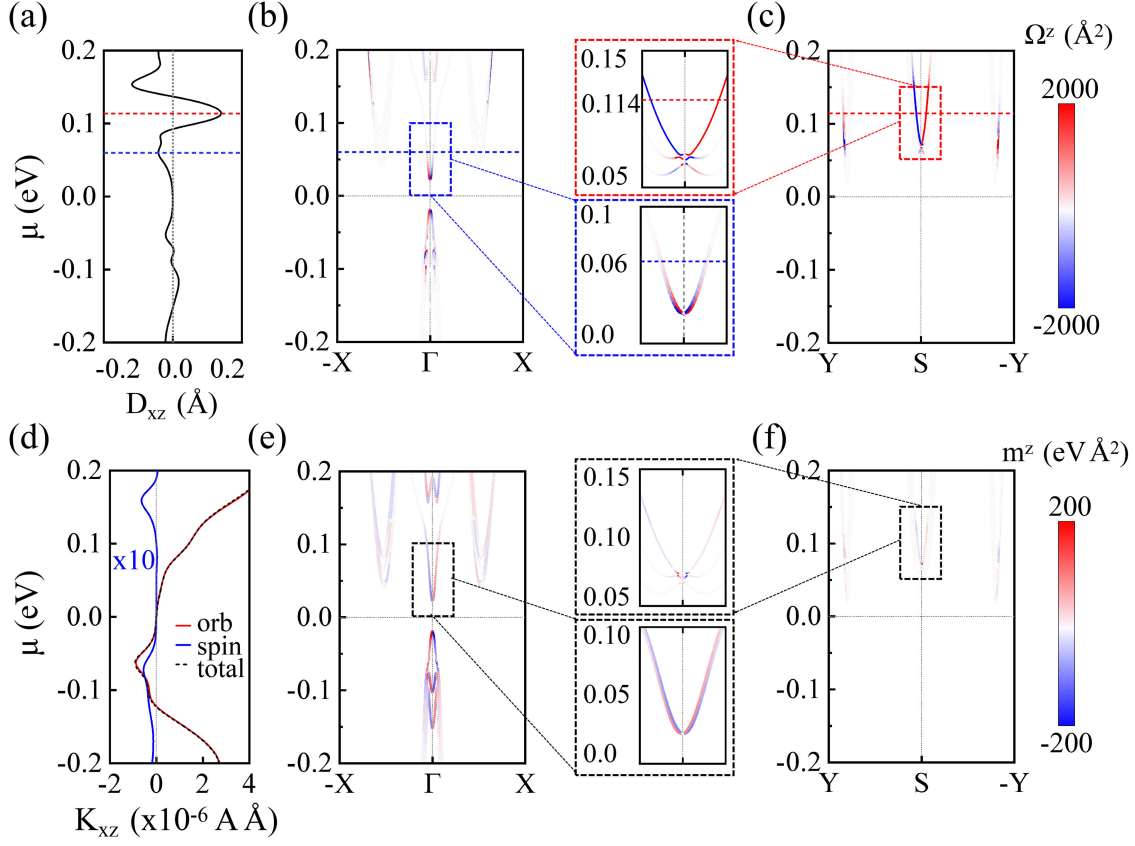 (a)
(b)
(c)
0.2
0.1
0.0
-0.1
-0.2
μ (eV)
-0.2 0.0 0.2
D_xz (Å)
0.2
0.1
0.0
-0.1
-0.2
-X Γ X
0.15
0.114
0.05
0.1
0.06
0.0
0.2
0.1
0.0
-0.1
-0.2
Y S -Y
Ω^z (Å²)
2000
0
-2000
(d)
(e)
(f)
0.2
0.1
0.0
-0.1
-0.2
μ (eV)
x10
orb
spin
total
-2 0 2 4
K_xz (x10⁻⁶ A Å)
0.2
0.1
0.0
-0.1
-0.2
-X Γ X
0.15
0.10
0.05
0.10
0.05
0.0
0.2
0.1
0.0
-0.1
-0.2
Y S -Y
m^z (eV Å²)
200
0
-200